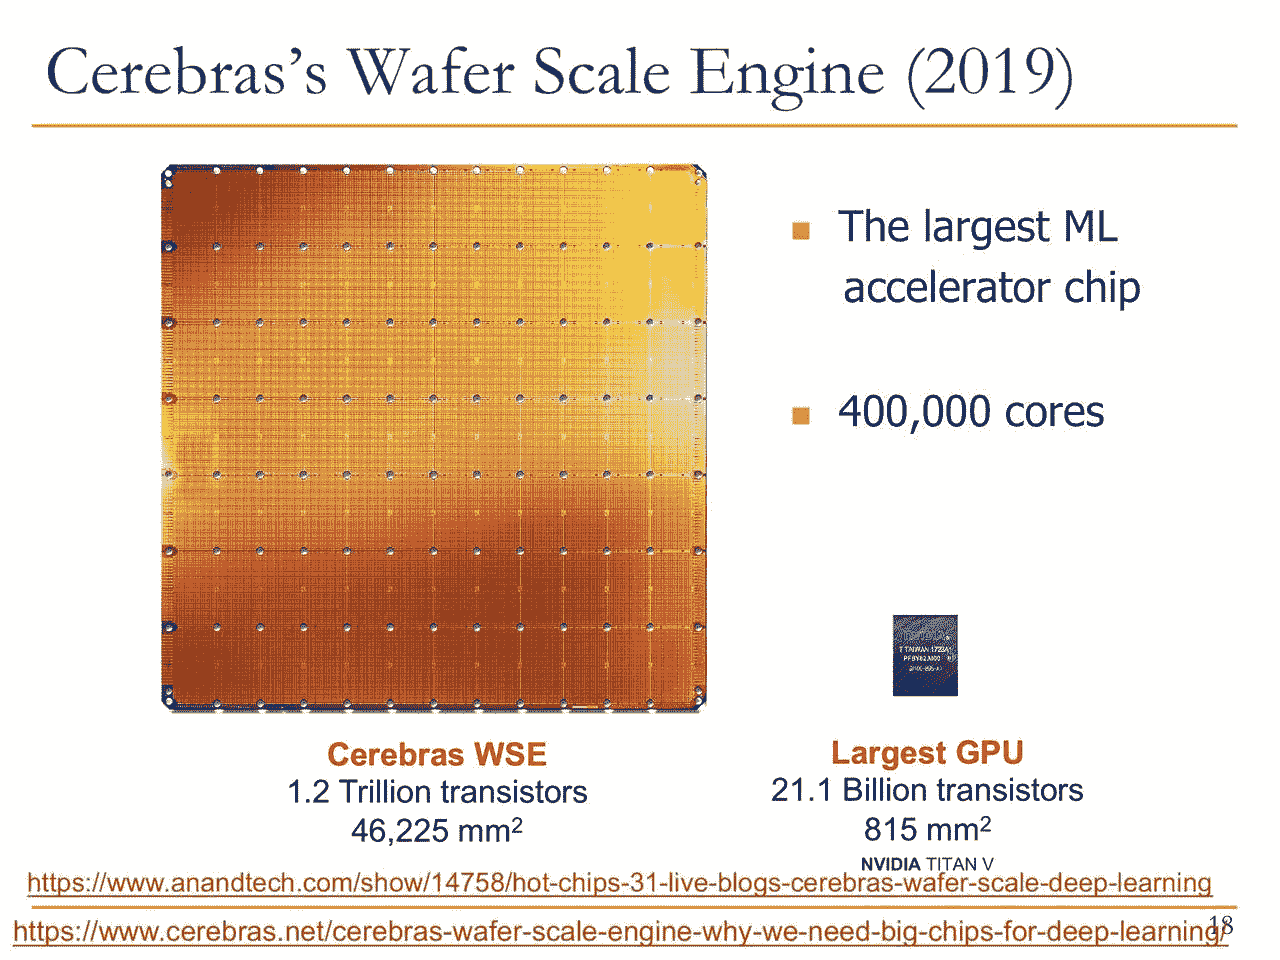 Cerebras's Wafer Scale Engine (2019)
The largest ML
accelerator chip
400,000 cores
Cerebras WSE
1.2 Trillion transistors
46,225 mm²
Largest GPU
21.1 Billion transistors
815 mm²
NVIDIA TITAN V
https://www.anandtech.com/show/14758/hot-chips-31-live-blogs-cerebras-wafer-scale-deep-learning
https://www.cerebras.net/cerebras-wafer-scale-engine-why-we-need-big-chips-for-deep-learning/
18